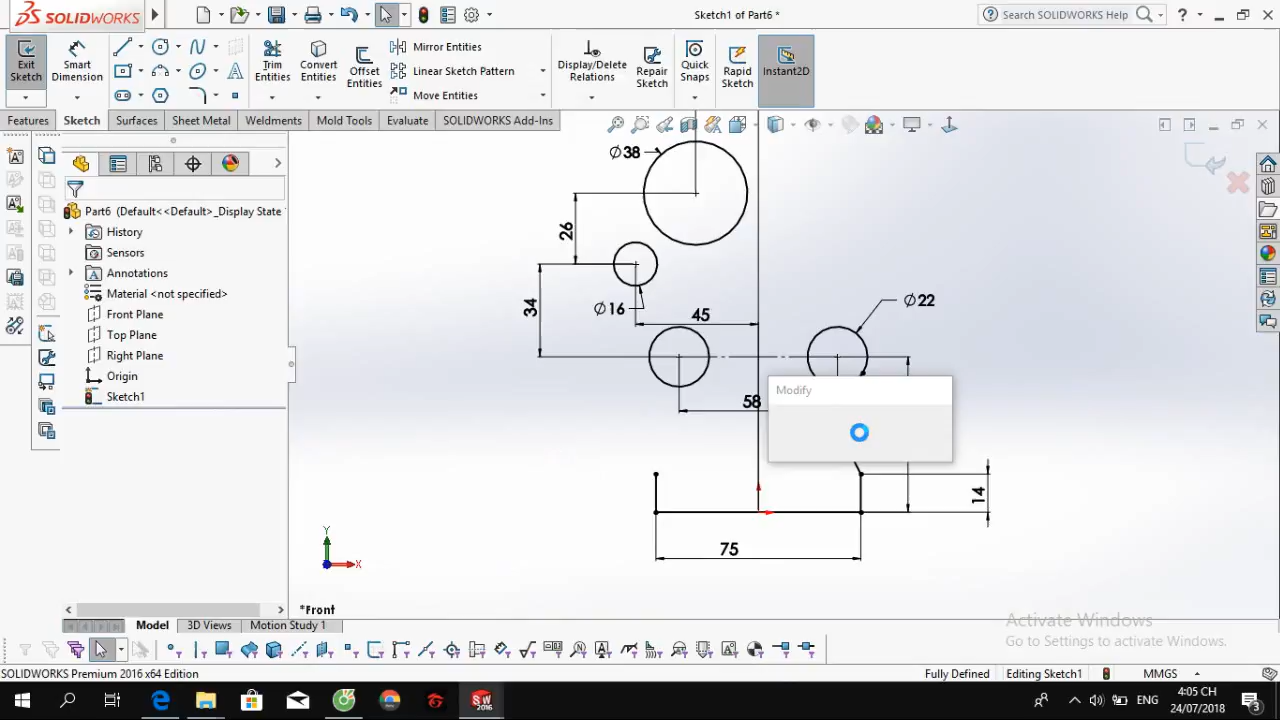 SOLIDWORKS
Sketch1 of Part6 *
Search SOLIDWORKS Help
Exit
Sketch
Smart
Dimension
Trim
Entities
Convert
Entities
Offset
Entities
Mirror Entities
Linear Sketch Pattern
Move Entities
Display/Delete
Relations
Repair
Sketch
Quick
Snaps
Rapid
Sketch
Instant2D
Features
Sketch
Surfaces
Sheet Metal
Weldments
Mold Tools
Evaluate
SOLIDWORKS Add-Ins
Part6 (Default<<Default>_Display State
History
Sensors
Annotations
Material <not specified>
Front Plane
Top Plane
Right Plane
Origin
Sketch1
Ø38
26
34
Ø16
45
Ø22
58
Modify
14
75
Y
X
*Front
Activate Windows
Go to Settings to activate Windows.
Model
3D Views
Motion Study 1
SOLIDWORKS Premium 2016 x64 Edition
Fully Defined
Editing Sketch1
MMGS
SW
2016
ENG
4:05 CH
24/07/2018
3